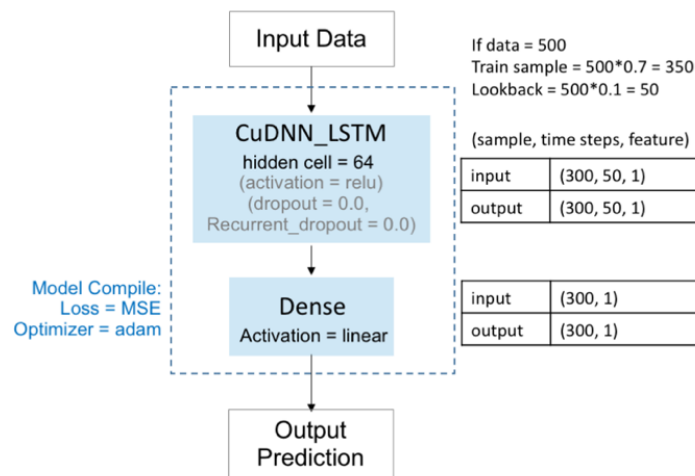 Input Data
If data = 500
Train sample = 500*0.7 = 350
Lookback = 500*0.1 = 50
CuDNN_LSTM
hidden cell = 64
(activation = relu)
(dropout = 0.0,
Recurrent_dropout = 0.0)
(sample, time steps, feature)
input (300, 50, 1)
output (300, 50, 1)
Model Compile:
Loss = MSE
Optimizer = adam
Dense
Activation = linear
input (300, 1)
output (300, 1)
Output
Prediction